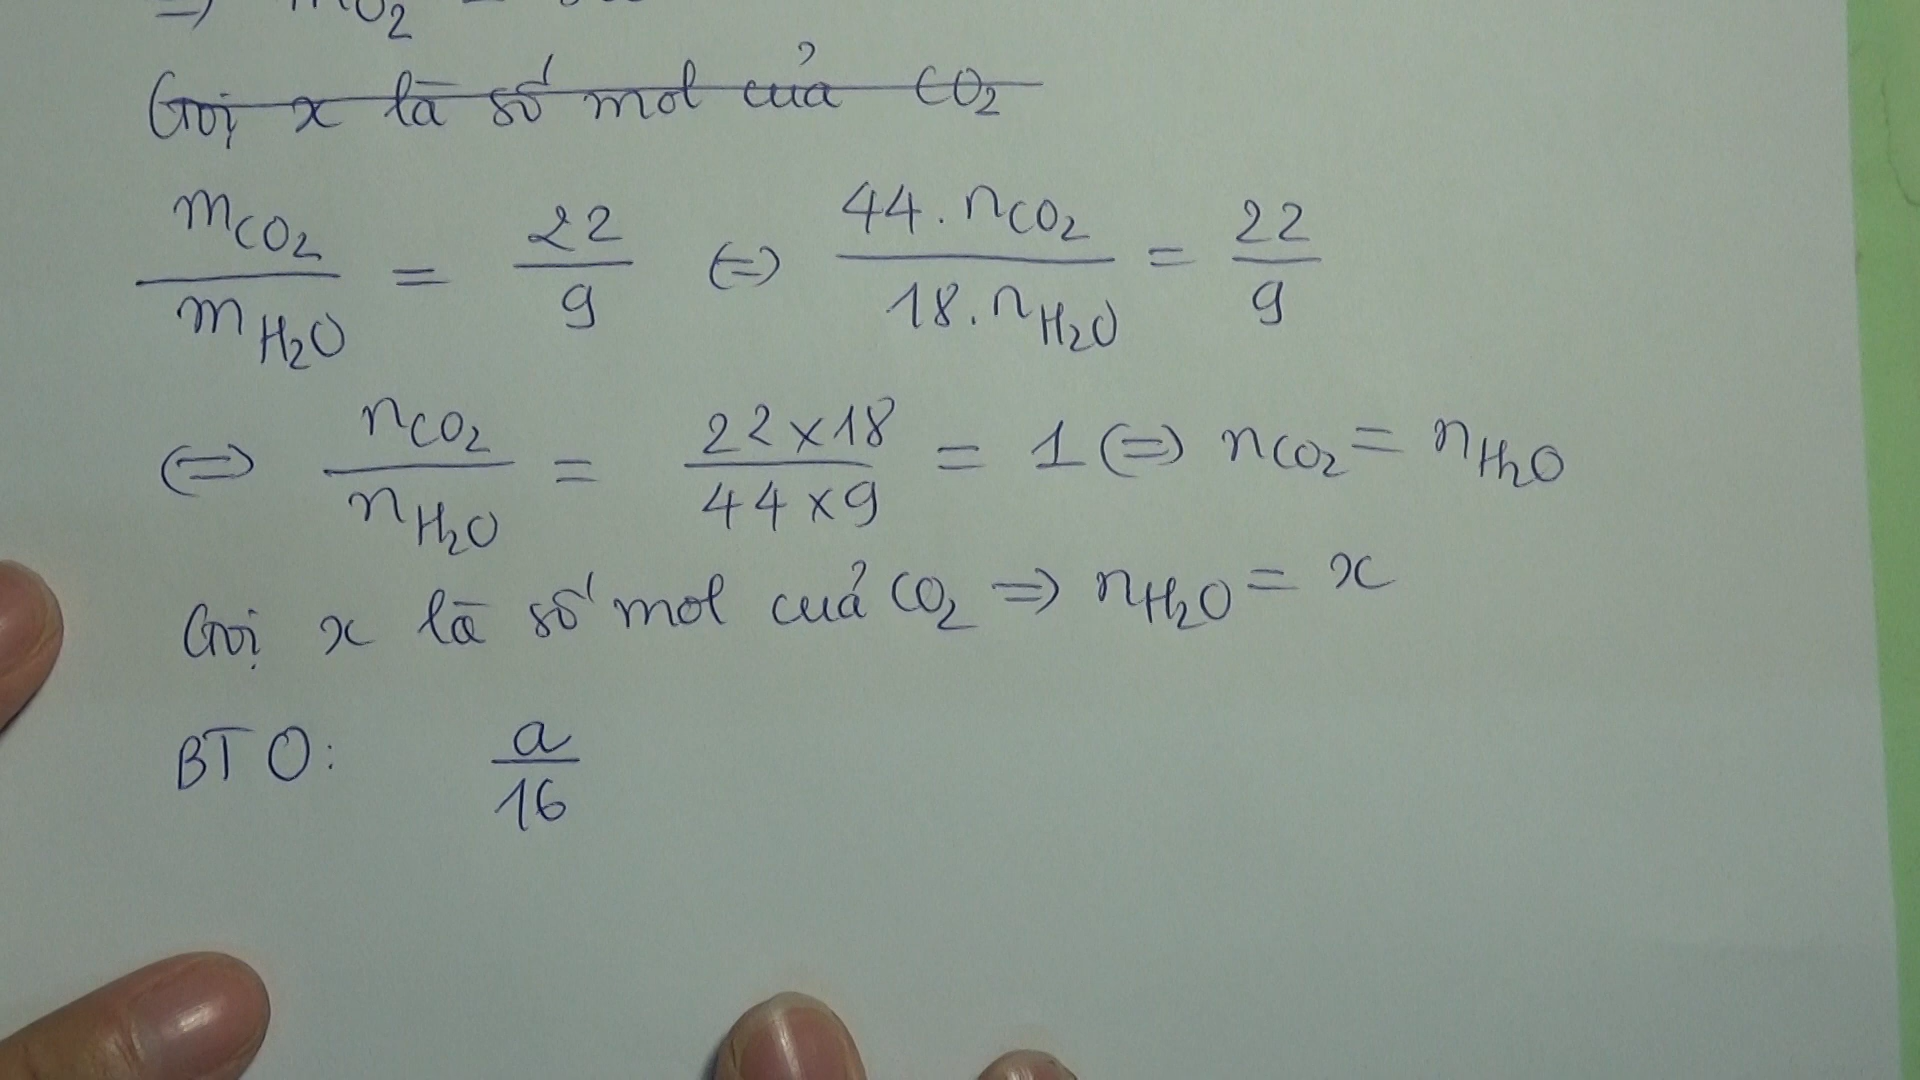 ⇒ mO₂ =
Gọi x là số mol của CO₂
mCO₂/mH₂O = 22/9 ⇔ 44.nCO₂/18.nH₂O = 22/9
⇔ nCO₂/nH₂O = 22×18/44×9 = 1 ⇔ nCO₂ = nH₂O
Gọi x là số mol của CO₂ ⇒ nH₂O = x
BT O: a/16